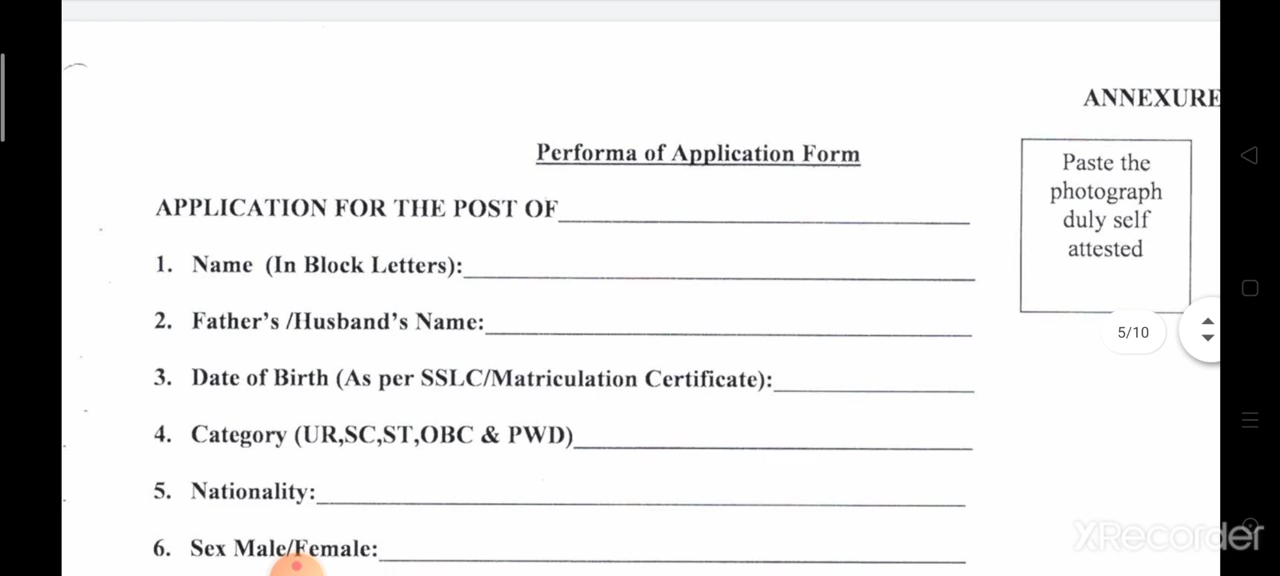 ANNEXURE
Performa of Application Form
Paste the
photograph
duly self
attested
APPLICATION FOR THE POST OF
1. Name (In Block Letters):
2. Father's /Husband's Name:
5/10
3. Date of Birth (As per SSLC/Matriculation Certificate):
4. Category (UR,SC,ST,OBC & PWD)
5. Nationality:
6. Sex Male/Female:
XRecorder